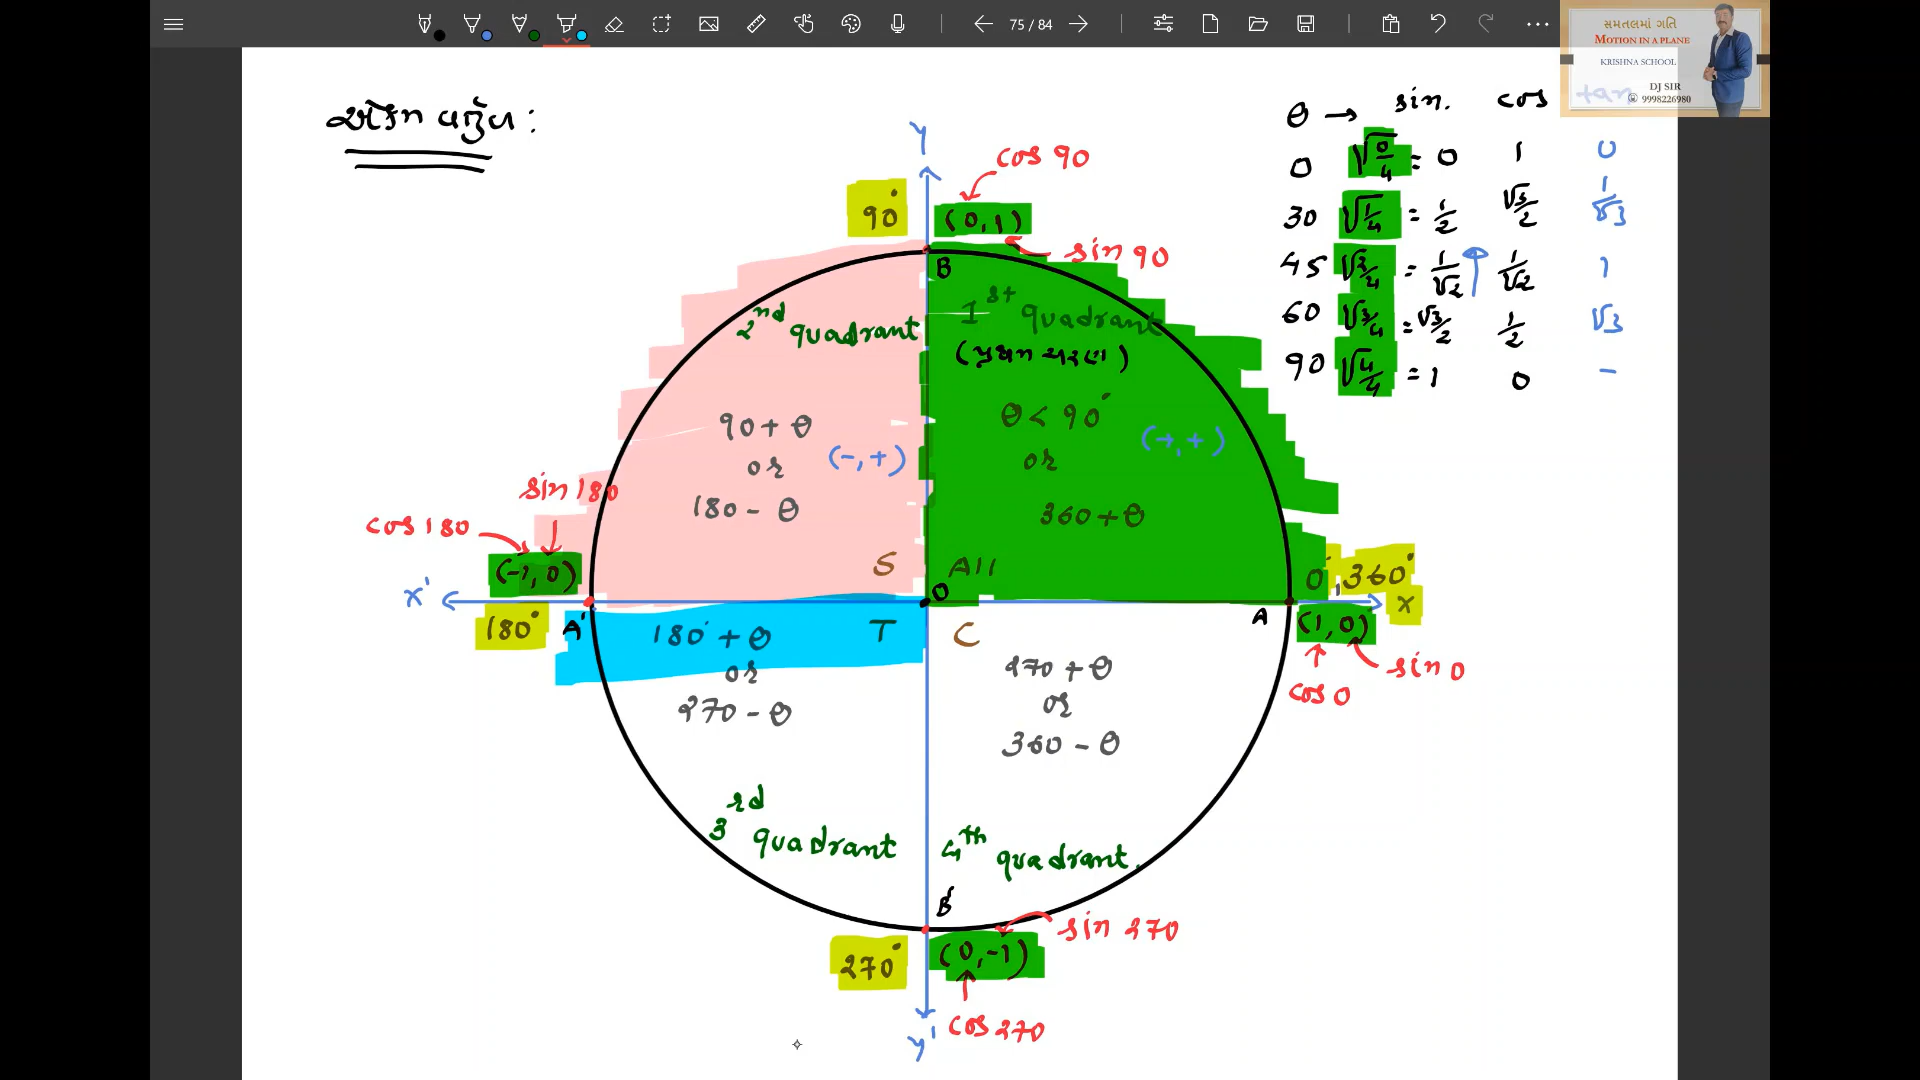 75 / 84
સમતલમાં ગતિ
MOTION IN A PLANE
KRISHNA SCHOOL
DJ SIR
9998226980
એકમ વર્તુળ :
θ → sin. cos tan
0 √0/4 = 0 1 0
30 √1/4 = 1/2 √3/2 1/√3
45 √2/4 = 1/√2 1/√2 1
60 √3/4 = √3/2 1/2 √3
90 √4/4 = 1 0 -
Y
cos 90
90°
(0,1)
sin 90
B
2nd quadrant
1st quadrant
(પ્રથમ ચરણ)
90 + θ
or
180 - θ
(-,+)
θ < 90°
or
360 + θ
(+,+)
sin 180
cos 180
(-1, 0)
S
All
0°, 360°
X'
O
X
180°
A'
A
(1,0)
cos 0
sin 0
180° + θ
or
270 - θ
T
C
270 + θ
or
360 - θ
3rd quadrant
4th quadrant.
B'
270°
(0,-1)
sin 270
cos 270
Y'